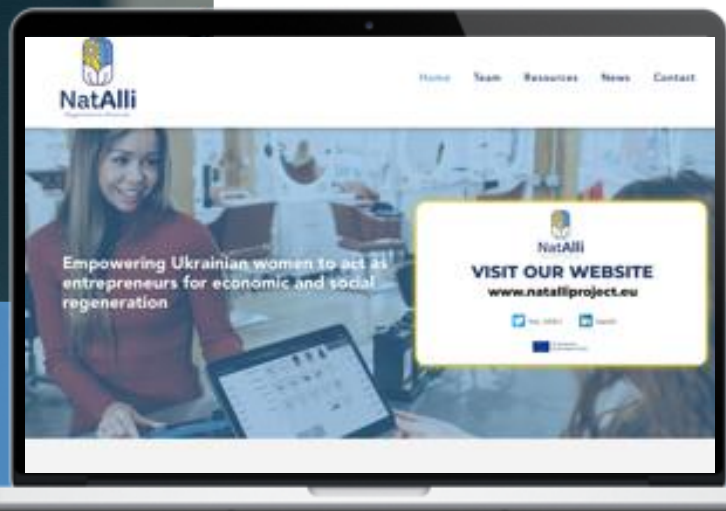 NatAlli
Home Team Resources News Contact
Empowering Ukrainian women to act as
entrepreneurs for economic and social
regeneration
NatAlli
VISIT OUR WEBSITE
www.natalliproject.eu